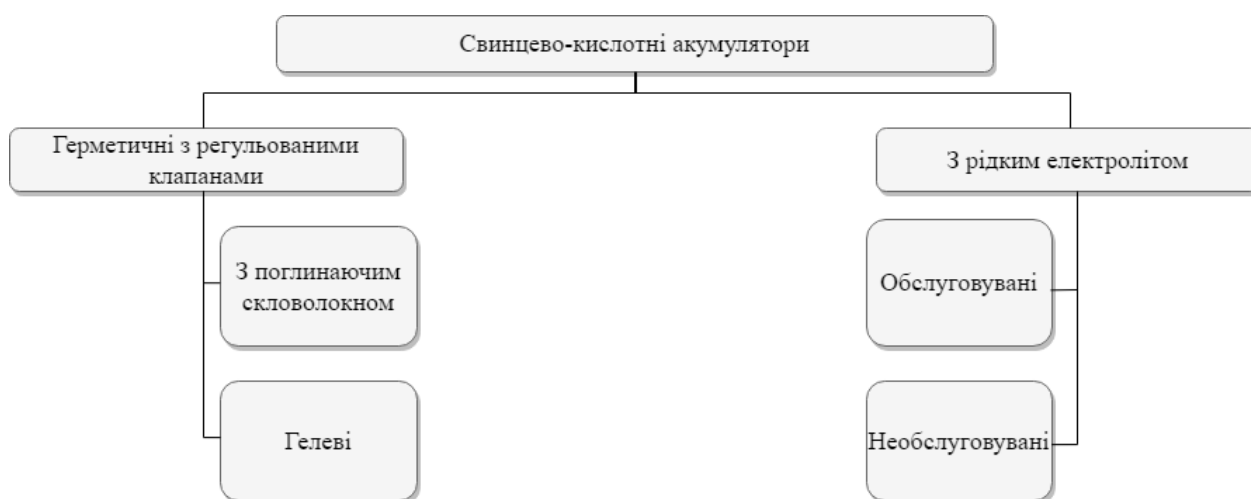 Свинцево-кислотні акумулятори
Герметичні з регульованими
клапанами
З рідким електролітом
З поглинаючим
скловолокном
Обслуговувані
Гелеві
Необслуговувані